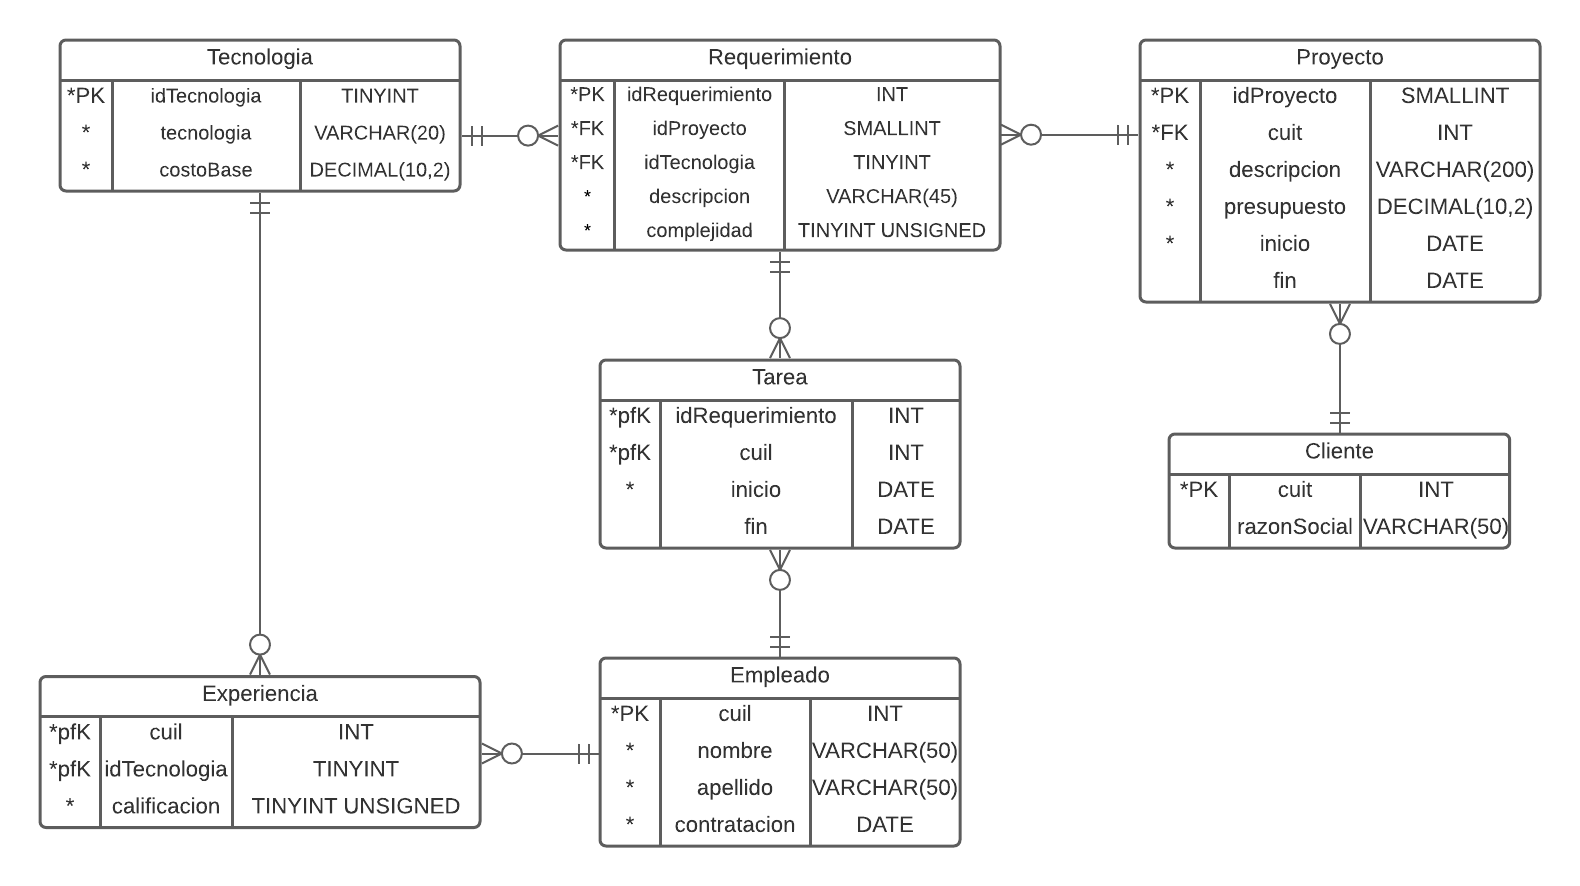 Tecnologia
*PK idTecnologia TINYINT
* tecnologia VARCHAR(20)
* costoBase DECIMAL(10,2)
Requerimiento
*PK idRequerimiento INT
*FK idProyecto SMALLINT
*FK idTecnologia TINYINT
* descripcion VARCHAR(45)
* complejidad TINYINT UNSIGNED
Proyecto
*PK idProyecto SMALLINT
*FK cuit INT
* descripcion VARCHAR(200)
* presupuesto DECIMAL(10,2)
* inicio DATE
fin DATE
Tarea
*pfK idRequerimiento INT
*pfK cuil INT
* inicio DATE
fin DATE
Cliente
*PK cuit INT
razonSocial VARCHAR(50)
Experiencia
*pfK cuil INT
*pfK idTecnologia TINYINT
* calificacion TINYINT UNSIGNED
Empleado
*PK cuil INT
* nombre VARCHAR(50)
* apellido VARCHAR(50)
* contratacion DATE